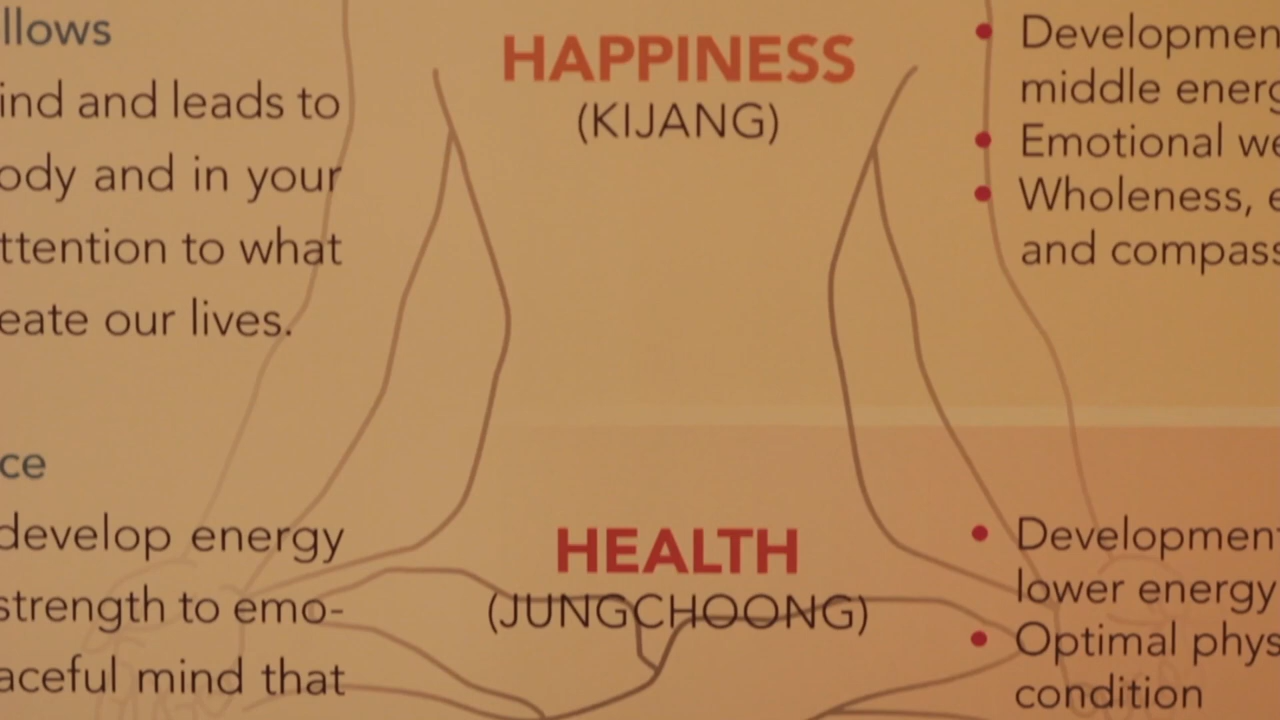 llows
ind and leads to
ody and in your
ttention to what
eate our lives.
ce
develop energy
strength to emo-
aceful mind that
HAPPINESS
(KIJANG)
HEALTH
(JUNGCHOONG)
Developmen
middle energ
Emotional we
Wholeness, e
and compass
Development
lower energy
Optimal phys
condition